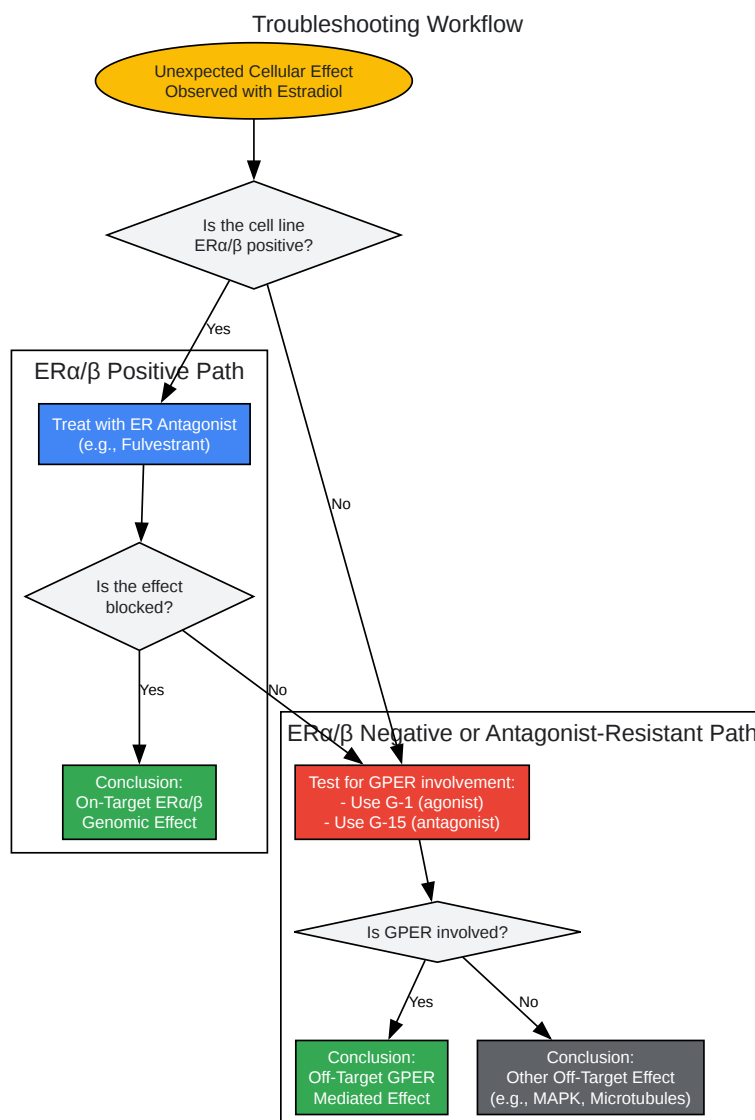 Troubleshooting Workflow
Unexpected Cellular Effect
Observed with Estradiol
Is the cell line
ERα/β positive?
Yes
ERα/β Positive Path
Treat with ER Antagonist
(e.g., Fulvestrant)
No
Is the effect
blocked?
Yes
No
ERα/β Negative or Antagonist-Resistant Path
Conclusion:
On-Target ERα/β
Genomic Effect
Test for GPER involvement:
- Use G-1 (agonist)
- Use G-15 (antagonist)
Is GPER involved?
Yes
No
Conclusion:
Off-Target GPER
Mediated Effect
Conclusion:
Other Off-Target Effect
(e.g., MAPK, Microtubules)